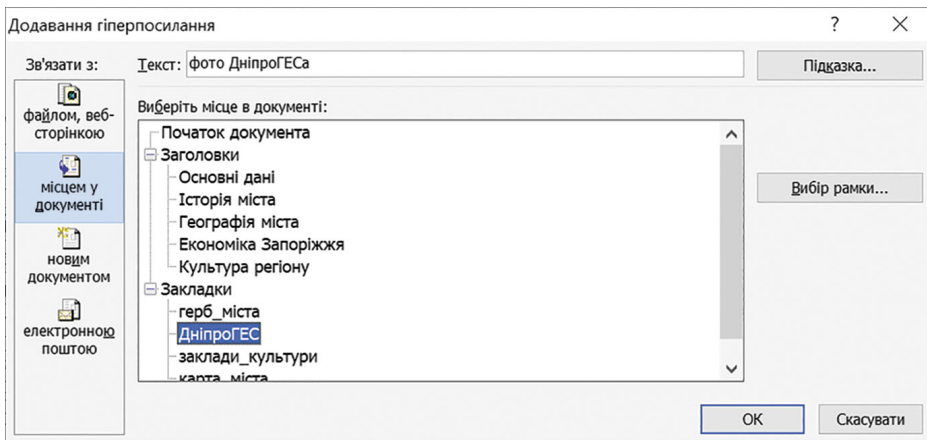 Додавання гіперпосилання
? ×
Зв'язати з:
Текст: фото ДніпроГЕСа
Підказка...
файлом, веб-
сторінкою
місцем у
документі
новим
документом
електронною
поштою
Виберіть місце в документі:
Початок документа
Заголовки
Основні дані
Історія міста
Географія міста
Економіка Запоріжжя
Культура регіону
Закладки
герб_міста
ДніпроГЕС
заклади_культури
карта_міста
Вибір рамки...
ОК
Скасувати